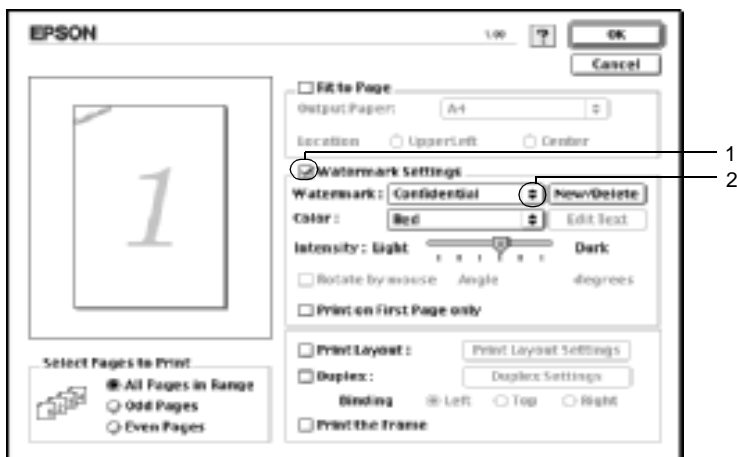 EPSON
1.00 ? OK
Cancel
Fit to Page
Output Paper: A4
Location UpperLeft Center
1
Watermark Settings
2
Watermark: Confidential New/Delete
Color: Red Edit Text
Intensity: Light Dark
Rotate by mouse Angle degrees
Print on First Page only
1
Print Layout: Print Layout Settings
Duplex: Duplex Settings
Binding Left Top Right
Print the Frame
Select Pages to Print
All Pages in Range
Odd Pages
Even Pages